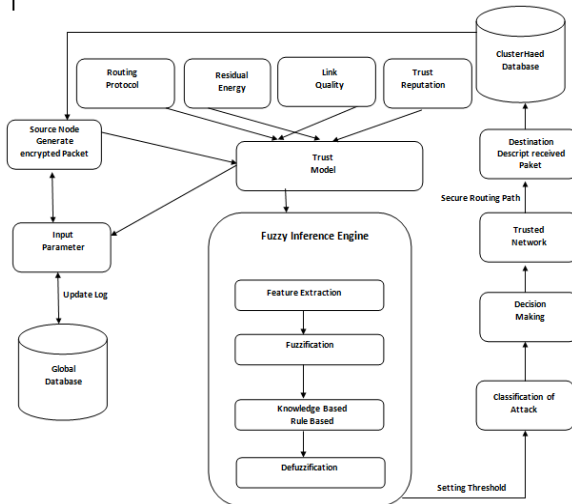 ClusterHaed
Database
Routing
Protocol
Residual
Energy
Link
Quality
Trust
Reputation
Source Node
Generate
encrypted Packet
Trust
Model
Destination
Descript received
Paket
Secure Routing Path
Input
Parameter
Fuzzy Inference Engine
Trusted
Network
Update Log
Feature Extraction
Decision
Making
Fuzzification
Global
Database
Classification of
Attack
Knowledge Based
Rule Based
Defuzzification
Setting Threshold